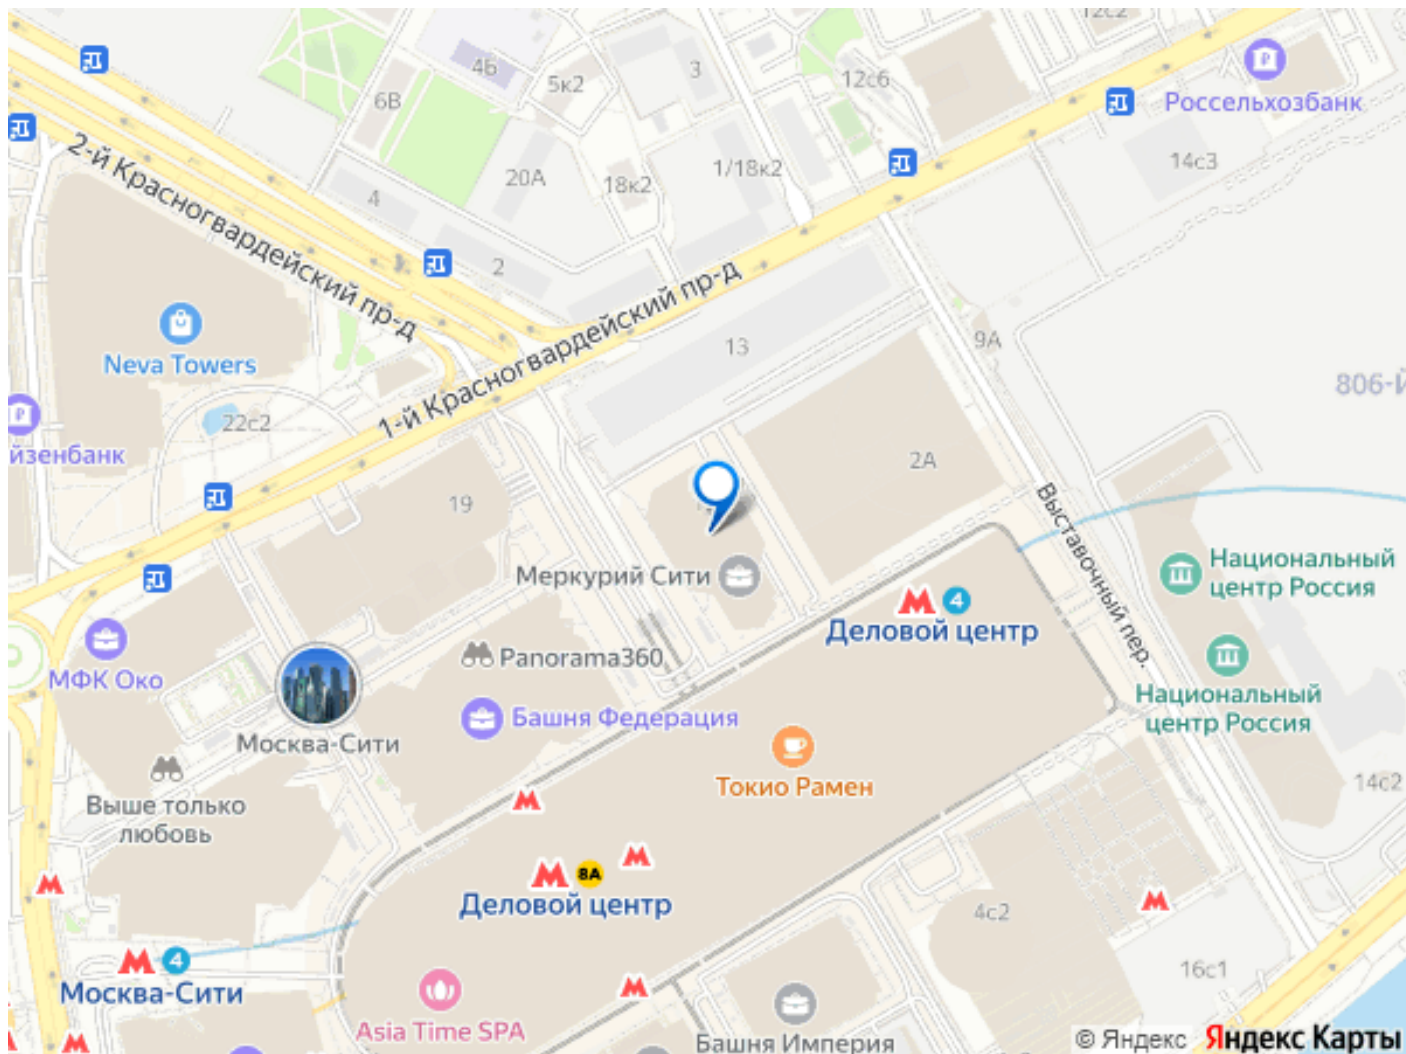 12с2
4Б
3
5к2
6В
12с6
Россельхозбанк
14с3
1/18к2
20А
18к2
4
2-й Красногвардейский пр-д
2
1-й Красногвардейский пр-д
Neva Towers
13
9А
806-Й
22с2
йзенбанк
2А
19
Выставочный пер.
Меркурий Сити
Национальный
центр Россия
4
Деловой центр
Panorama360
МФК Око
Национальный
центр Россия
Башня Федерация
Москва-Сити
Токио Рамен
14с2
Выше только
любовь
8А
Деловой центр
4с2
4
Москва-Сити
16с1
Asia Time SPA
Башня Империя
© Яндекс Яндекс Карты